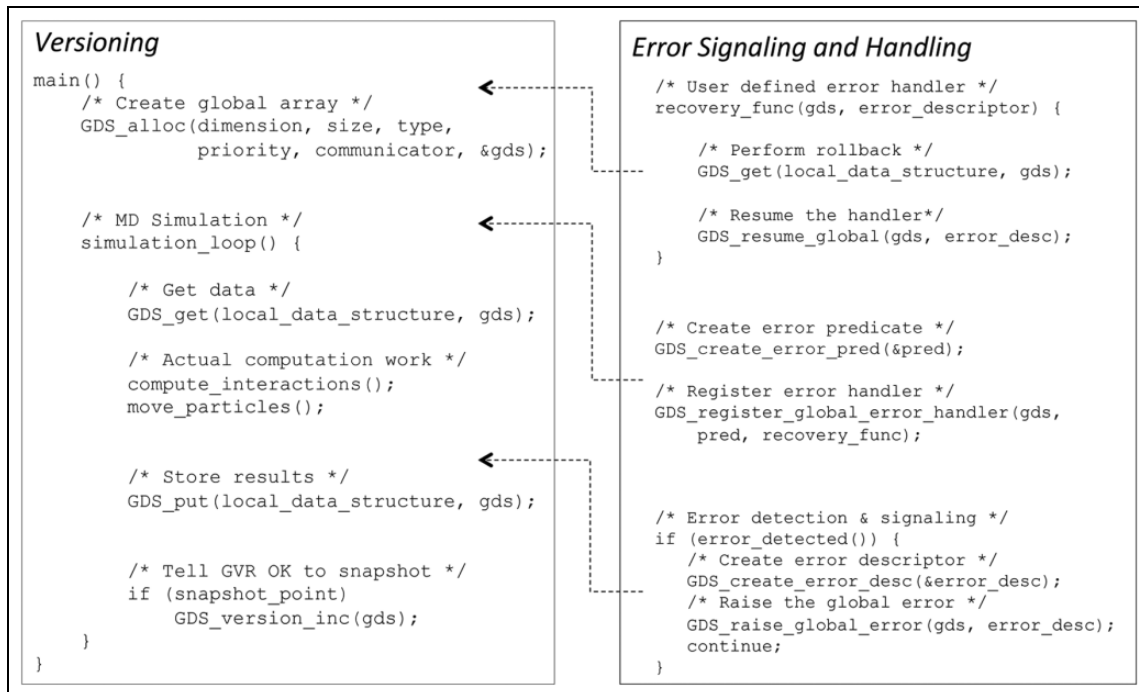 Versioning
main() {
    /* Create global array */
    GDS_alloc(dimension, size, type,
              priority, communicator, &gds);
    /* MD Simulation */
    simulation_loop() {
        /* Get data */
        GDS_get(local_data_structure, gds);
        /* Actual computation work */
        compute_interactions();
        move_particles();
        /* Store results */
        GDS_put(local_data_structure, gds);
        /* Tell GVR OK to snapshot */
        if (snapshot_point)
            GDS_version_inc(gds);
    }
}
Error Signaling and Handling
/* User defined error handler */
recovery_func(gds, error_descriptor) {
    /* Perform rollback */
    GDS_get(local_data_structure, gds);
    /* Resume the handler*/
    GDS_resume_global(gds, error_desc);
}
/* Create error predicate */
GDS_create_error_pred(&pred);
/* Register error handler */
GDS_register_global_error_handler(gds,
    pred, recovery_func);
/* Error detection & signaling */
if (error_detected()) {
    /* Create error descriptor */
    GDS_create_error_desc(&error_desc);
    /* Raise the global error */
    GDS_raise_global_error(gds, error_desc);
    continue;
}